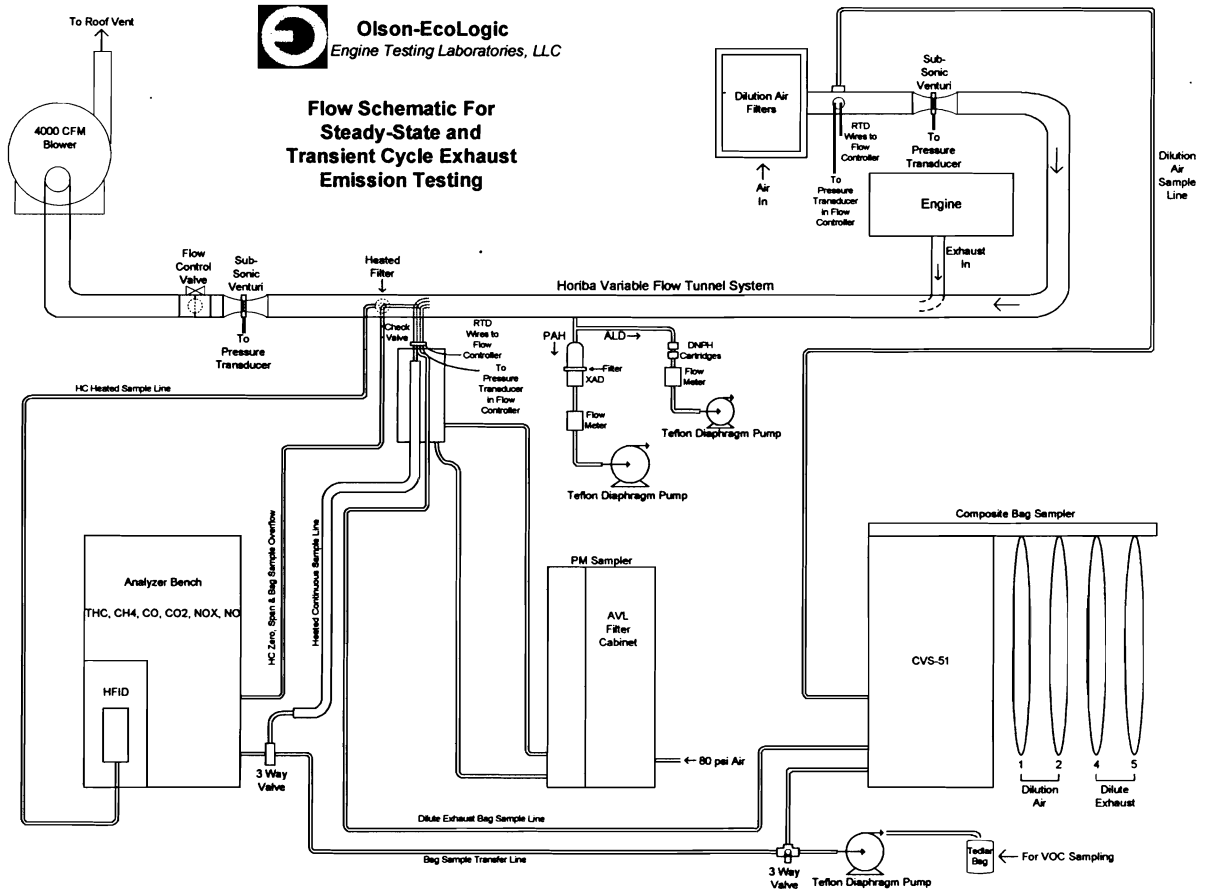 To Roof Vent
4000 CFM
Blower
Olson-EcoLogic
Engine Testing Laboratories, LLC
Flow Schematic For
Steady-State and
Transient Cycle Exhaust
Emission Testing
Dilution Air
Filters
Air
In
RTD
Wires to
Flow
Controller
To
Pressure
Transducer
in Flow
Controller
Sub-
Sonic
Venturi
To
Pressure
Transducer
Engine
Exhaust
In
Dilution
Air
Sample
Line
Flow
Control
Valve
Sub-
Sonic
Venturi
To
Pressure
Transducer
Heated
Filter
Horiba Variable Flow Tunnel System
Check
Valve
RTD
Wires to
Flow
Controller
To
Pressure
Transducer
in Flow
Controller
PAH
ALD
Filter
XAD
Flow
Meter
DNPH
Cartridges
Flow
Meter
Teflon Diaphragm Pump
Teflon Diaphragm Pump
HC Heated Sample Line
HC Zero, Span & Bag Sample Overflow
Heated Continuous Sample Line
Analyzer Bench
THC, CH4, CO, CO2, NOX, NO
HFID
3 Way
Valve
PM Sampler
AVL
Filter
Cabinet
80 psi Air
Composite Bag Sampler
CVS-51
1 2 4 5
Dilution
Air
Dilute
Exhaust
Dilute Exhaust Bag Sample Line
Bag Sample Transfer Line
3 Way
Valve
Teflon Diaphragm Pump
Tedlar
Bag
For VOC Sampling